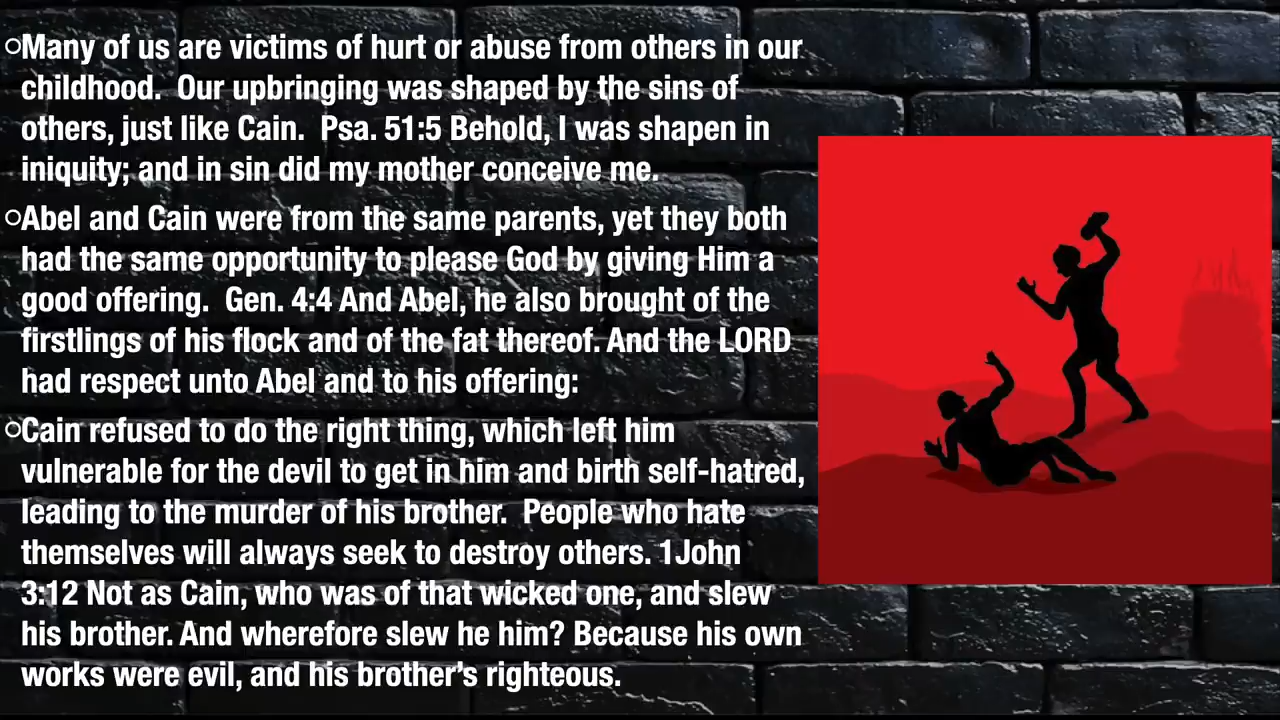 ○Many of us are victims of hurt or abuse from others in our
childhood.  Our upbringing was shaped by the sins of
others, just like Cain.  Psa. 51:5 Behold, I was shapen in
iniquity; and in sin did my mother conceive me.
○Abel and Cain were from the same parents, yet they both
had the same opportunity to please God by giving Him a
good offering.  Gen. 4:4 And Abel, he also brought of the
firstlings of his flock and of the fat thereof. And the LORD
had respect unto Abel and to his offering:
○Cain refused to do the right thing, which left him
vulnerable for the devil to get in him and birth self-hatred,
leading to the murder of his brother.  People who hate
themselves will always seek to destroy others. 1John
3:12 Not as Cain, who was of that wicked one, and slew
his brother. And wherefore slew he him? Because his own
works were evil, and his brother’s righteous.